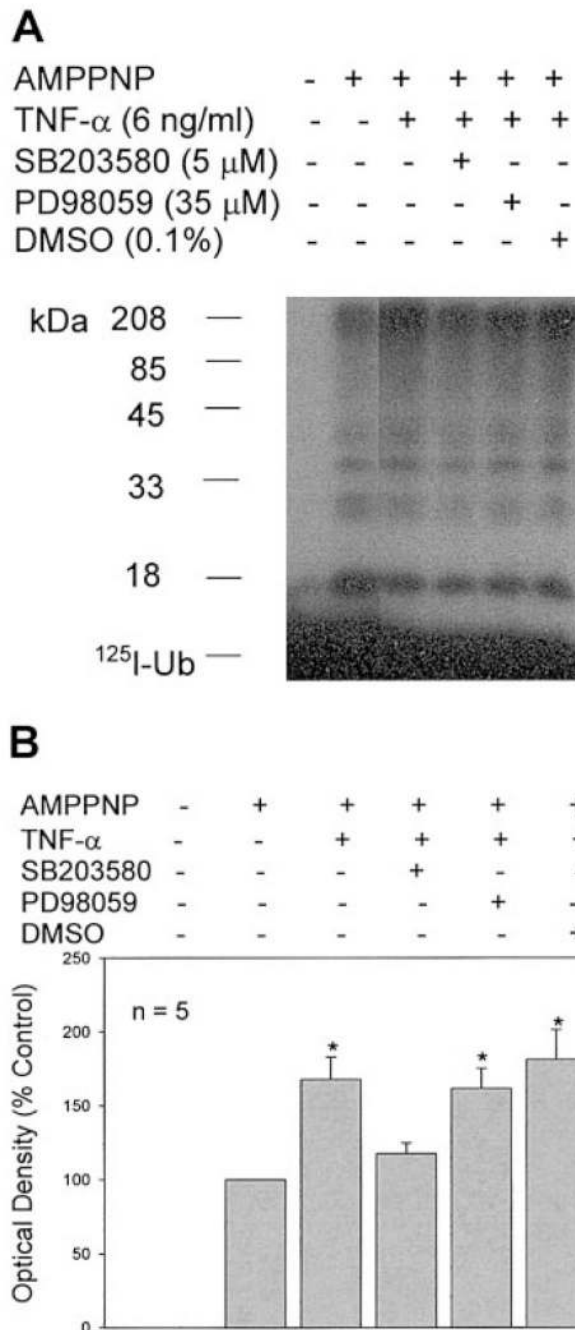 A
AMPPNP - + + + + +
TNF-α (6 ng/ml) - - + + + +
SB203580 (5 μM) - - - + - -
PD98059 (35 μM) - - - - + -
DMSO (0.1%) - - - - - +
kDa 208
85
45
33
18
¹²⁵I-Ub
B
AMPPNP - + + + +
TNF-α - - + + +
SB203580 - - - + - -
PD98059 - - - - + -
DMSO - - - - -
250
n = 5
200
* * *
150
100
50
0
Optical Density (% Control)